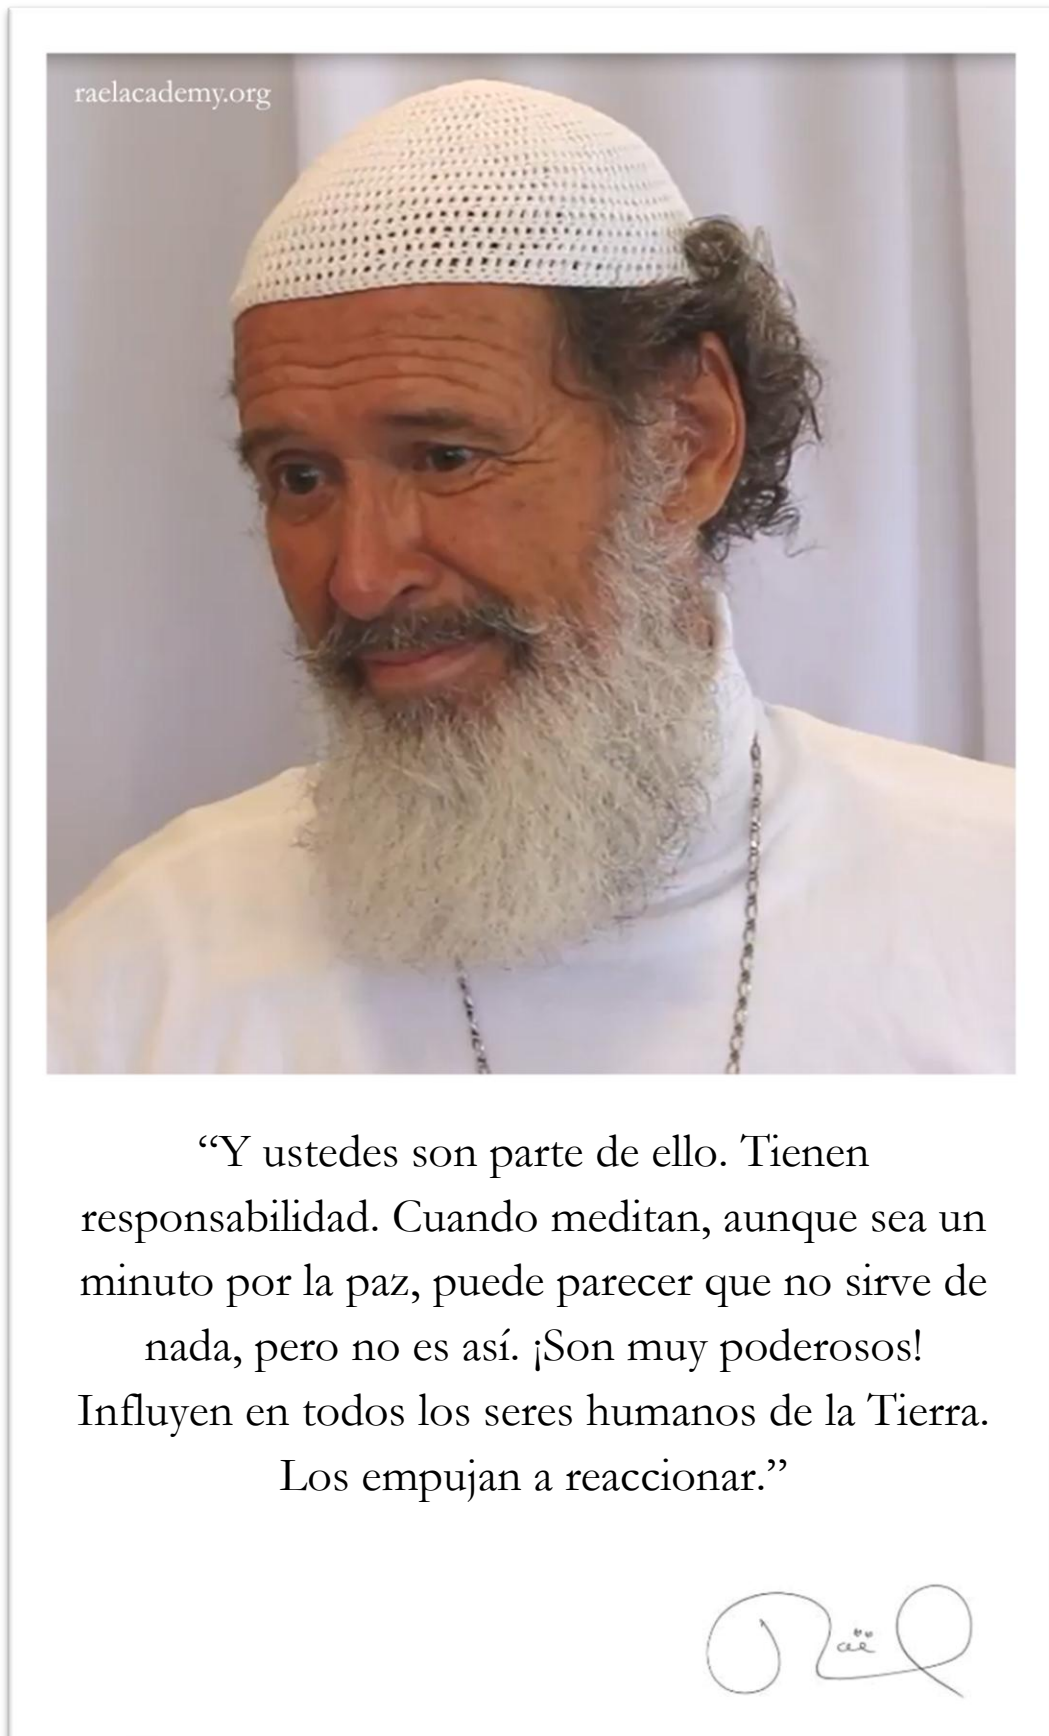 raelacademy.org
“Y ustedes son parte de ello. Tienen
responsabilidad. Cuando meditan, aunque sea un
minuto por la paz, puede parecer que no sirve de
nada, pero no es así. ¡Son muy poderosos!
Influyen en todos los seres humanos de la Tierra.
Los empujan a reaccionar.”
Raël